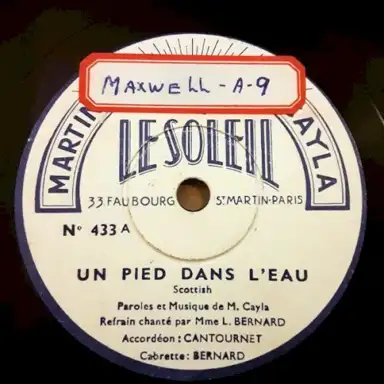 MAXWELL-A-9
MARTIN CAYLA
LE SOLEIL
33 FAUBOURG ST MARTIN-PARIS
N° 433 A
UN PIED DANS L'EAU
Scottish
Paroles et Musique de M. Cayla
Refrain chanté par Mme L. BERNARD
Accordéon: CANTOURNET
Cabrette: BERNARD